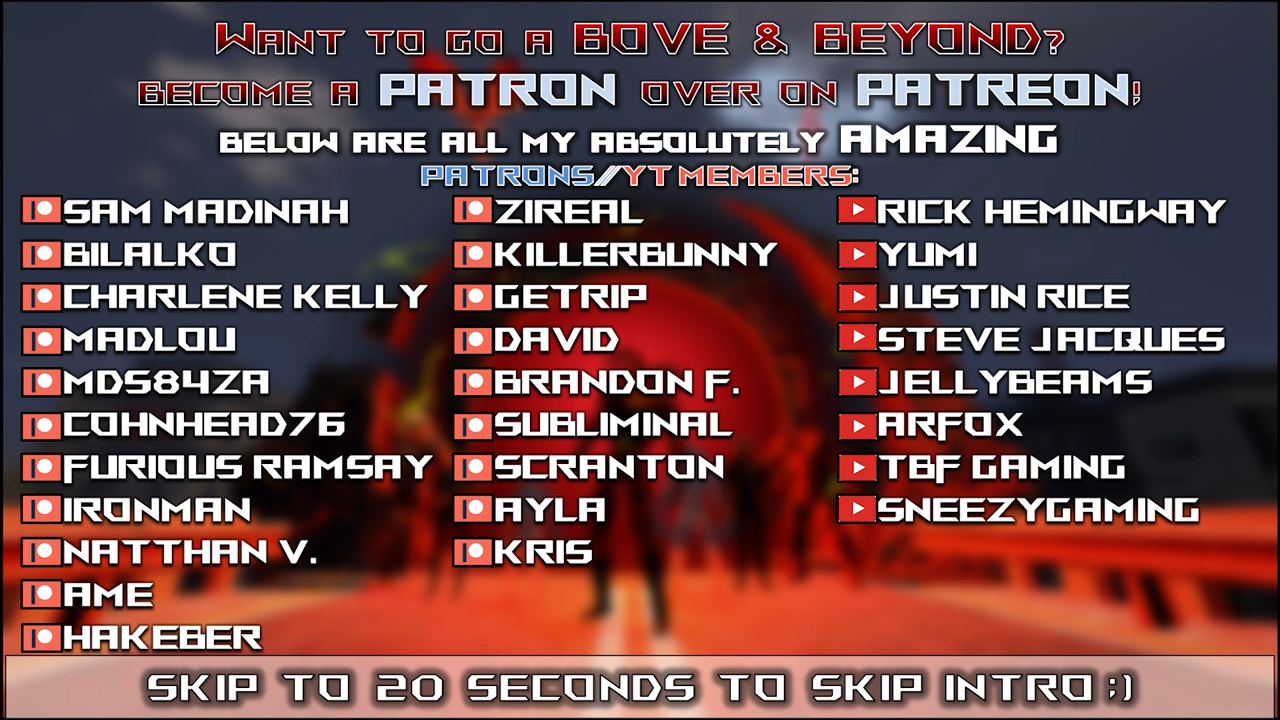 WANT TO GO A BOVE & BEYOND?
BECOME A PATRON OVER ON PATREON!
BELOW ARE ALL MY ABSOLUTELY AMAZING
PATRONS//YT MEMBERS:
SAM MADINAH
BILALKO
CHARLENE KELLY
MADLOU
MDS84ZA
COHNHEAD76
FURIOUS RAMSAY
IRONMAN
NATTHAN V.
AME
HAKEBER
ZIREAL
KILLERBUNNY
GETRIP
DAVID
BRANDON F.
SUBLIMINAL
SCRANTON
AYLA
KRIS
RICK HEMINGWAY
YUMI
JUSTIN RICE
STEVE JACQUES
JELLYBEAMS
ARFOX
TBF GAMING
SNEEZYGAMING
SKIP TO 20 SECONDS TO SKIP INTRO ;)